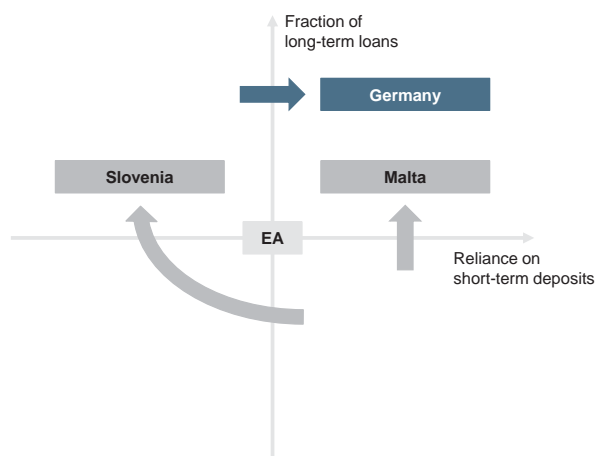 Fraction of
long-term loans
Germany
Slovenia
Malta
EA
Reliance on
short-term deposits